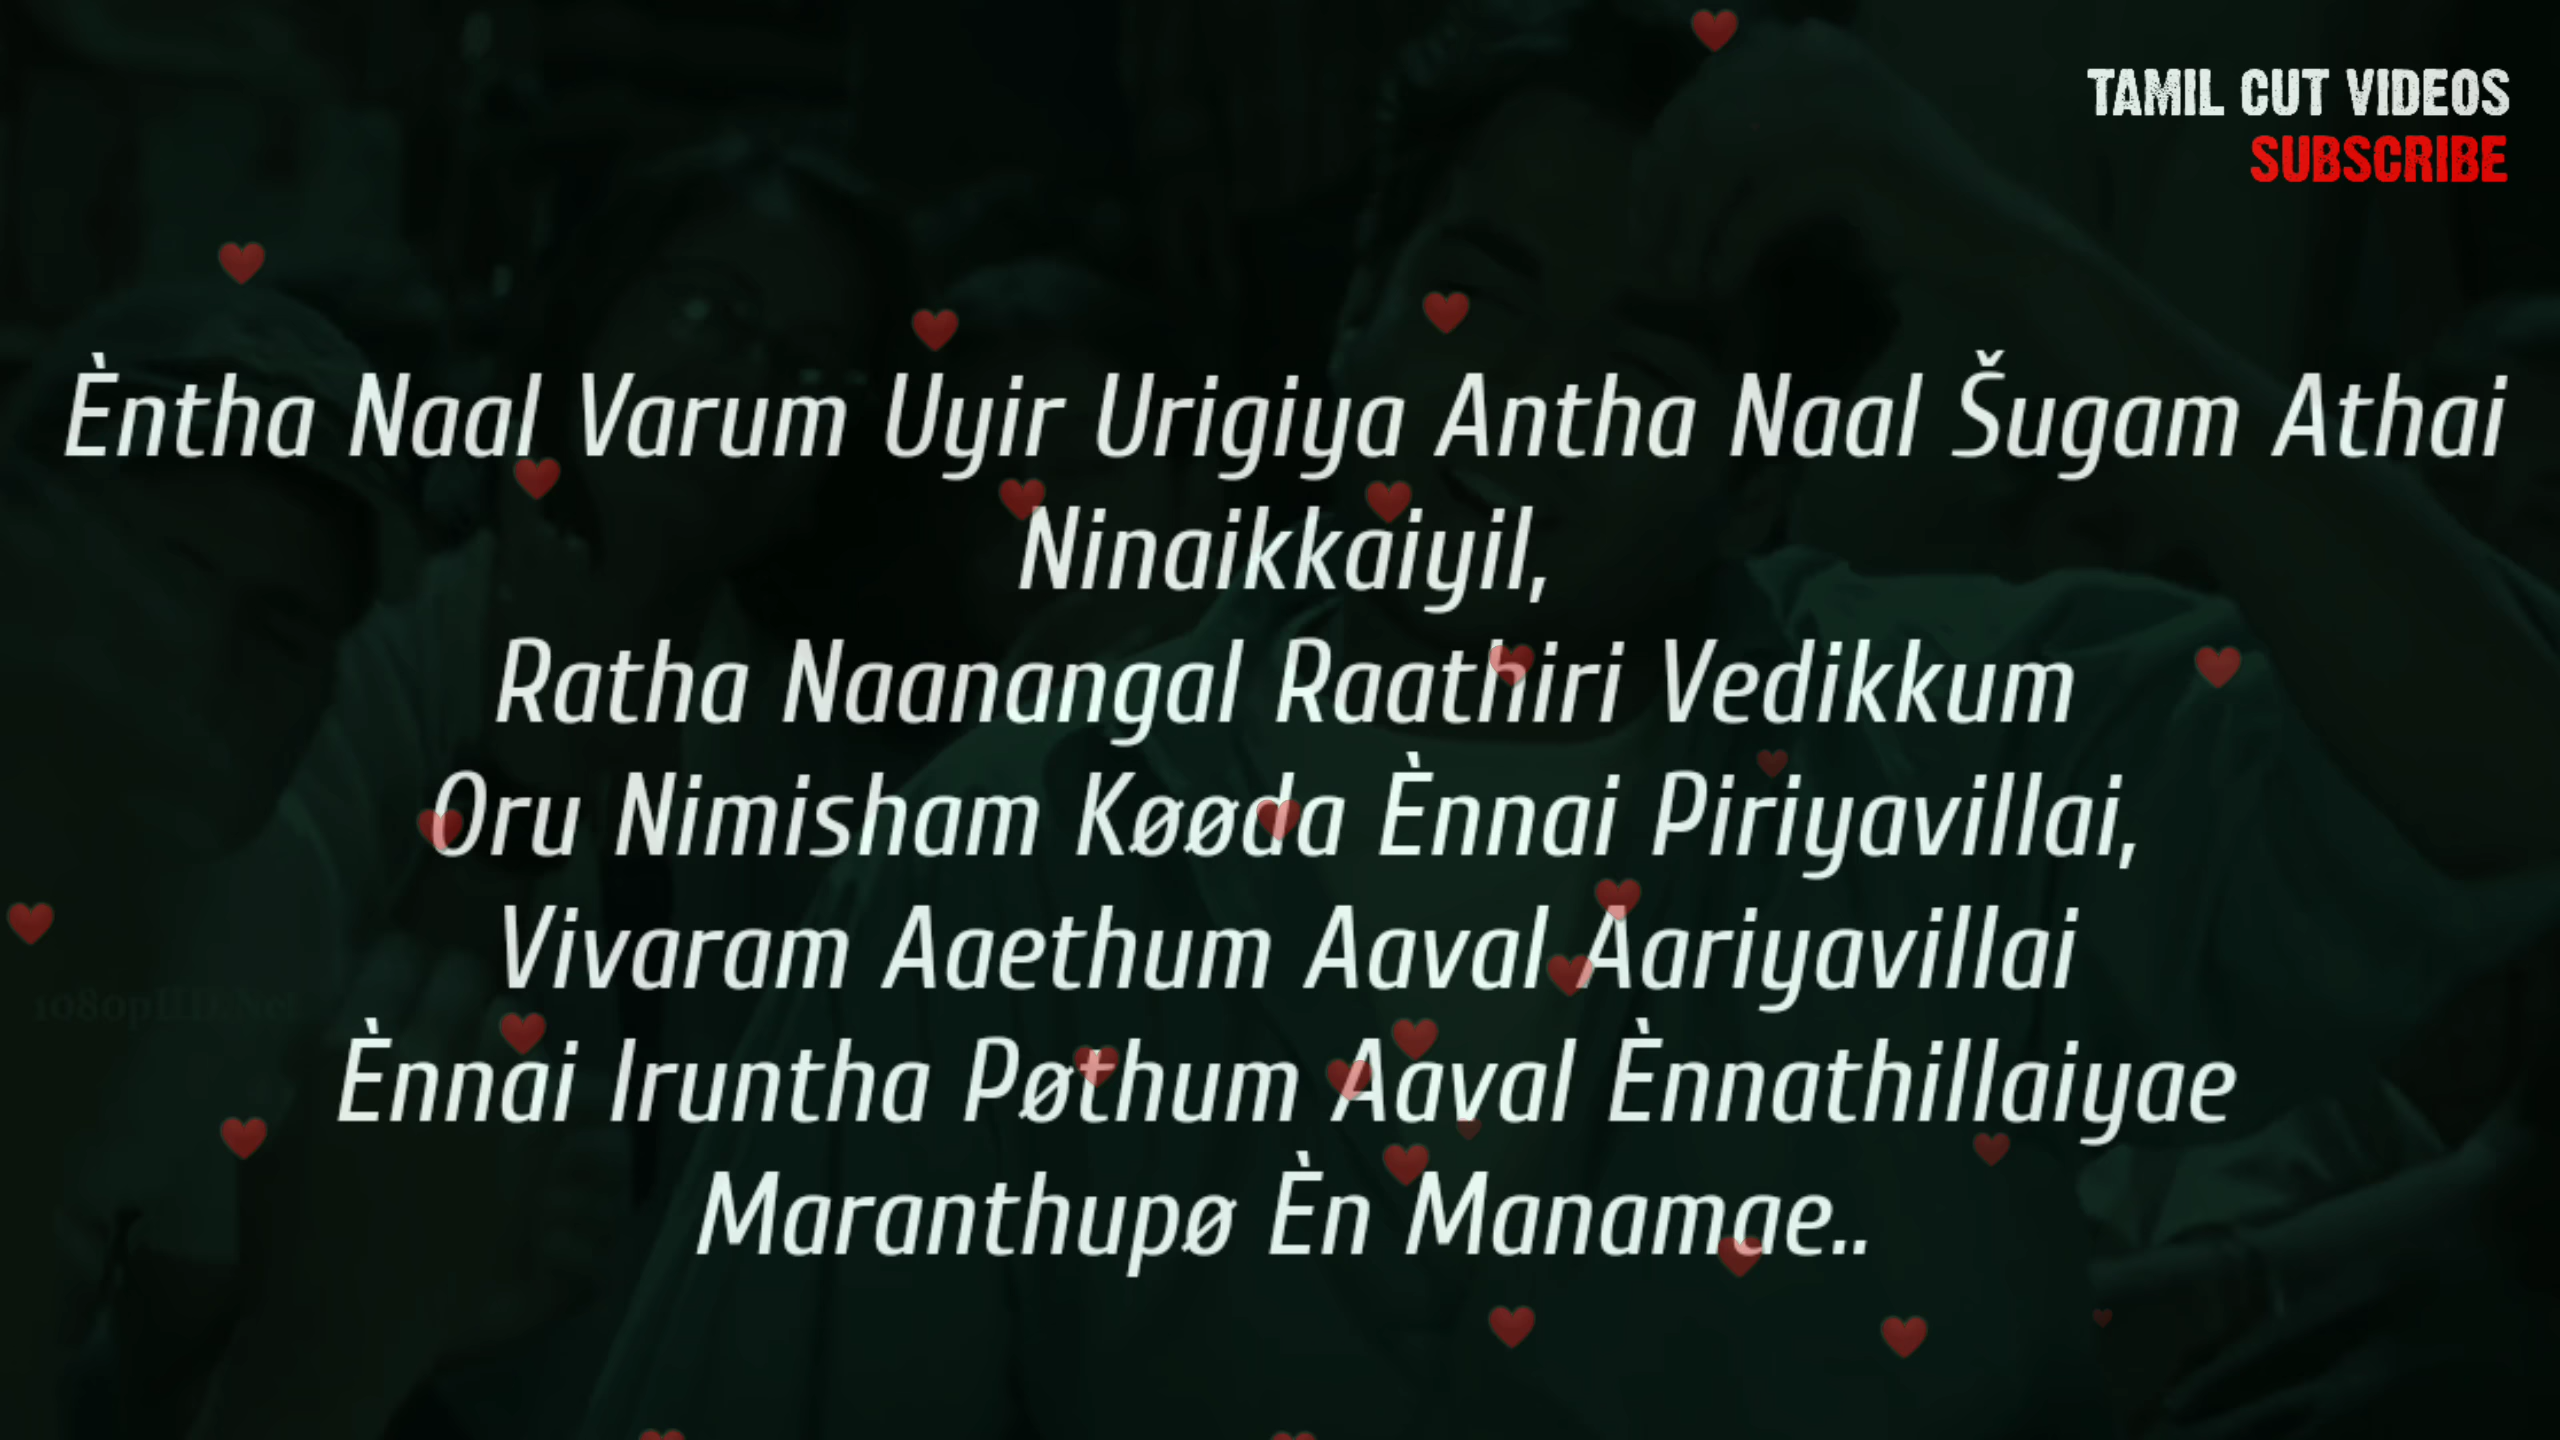 TAMIL CUT VIDEOS
SUBSCRIBE
Èntha Naal Varum Uyir Urigiya Antha Naal Šugam Athai
Ninaikkaiyil,
Ratha Naanangal Raathiri Vedikkum
Oru Nimisham Køøda Ènnai Piriyavillai,
Vivaram Aaethum Aaval Aariyavillai
Ènnai Iruntha Pøthum Aaval Ènnathillaiyae
Maranthupø Èn Manamae..